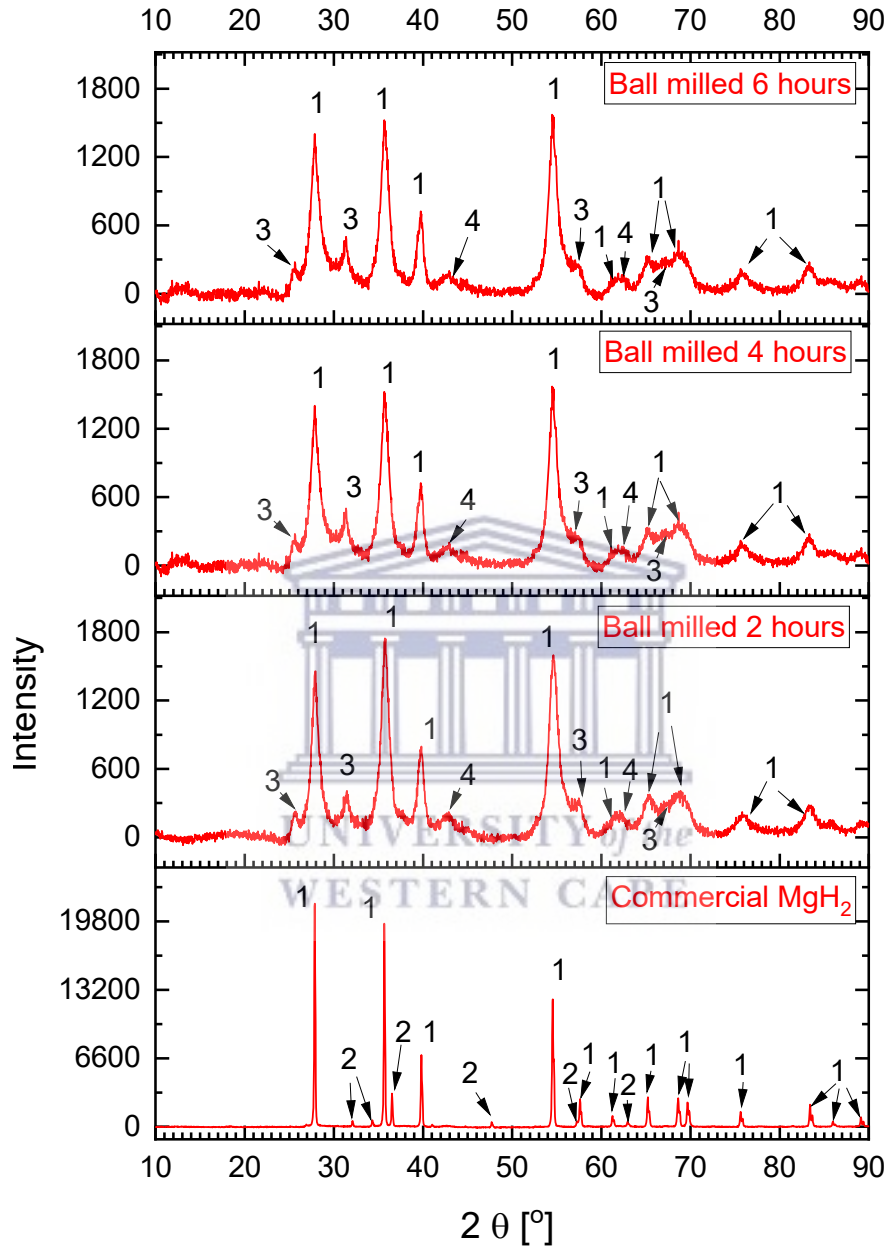 10 20 30 40 50 60 70 80 90
Ball milled 6 hours
1800
1200
600
0
3 1 3 1 1 4 1 3 1 4 1 3 1
Ball milled 4 hours
1800
1200
600
0
3 1 3 1 1 4 1 3 1 4 1 3 1
Ball milled 2 hours
1800
1200
600
0
3 1 3 1 1 4 1 3 1 4 1 3 1
UNIVERSITY of the
WESTERN CAPE
Commercial MgH₂
19800
13200
6600
0
1 2 2 1 2 1 2 1 2 1 1 2 1 1 1 1
10 20 30 40 50 60 70 80 90
Intensity
2 θ [°]